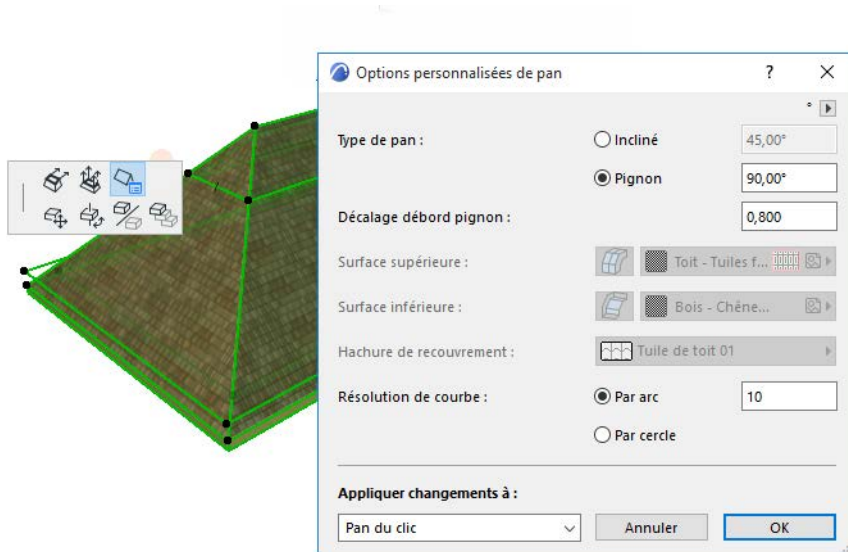 Options personnalisées de pan ? ×
°
Type de pan : Incliné 45,00°
Pignon 90,00°
Décalage débord pignon : 0,800
Surface supérieure : Toit - Tuiles f...
Surface inférieure : Bois - Chêne...
Hachure de recouvrement : Tuile de toit 01
Résolution de courbe : Par arc 10
Par cercle
Appliquer changements à :
Pan du clic Annuler OK